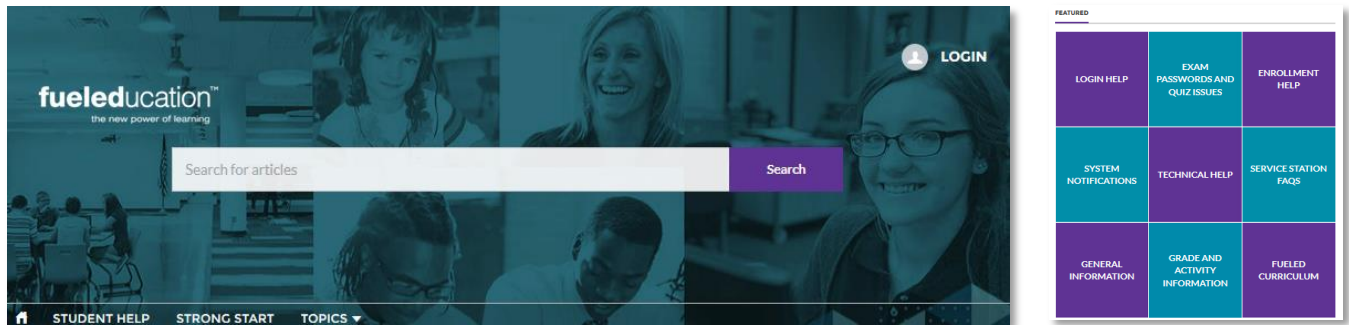 fueleducation™
the new power of learning
LOGIN
Search for articles
Search
STUDENT HELP
STRONG START
TOPICS
FEATURED
LOGIN HELP
EXAM
PASSWORDS AND
QUIZ ISSUES
ENROLLMENT
HELP
SYSTEM
NOTIFICATIONS
TECHNICAL HELP
SERVICE STATION
FAQS
GENERAL
INFORMATION
GRADE AND
ACTIVITY
INFORMATION
FUELED
CURRICULUM